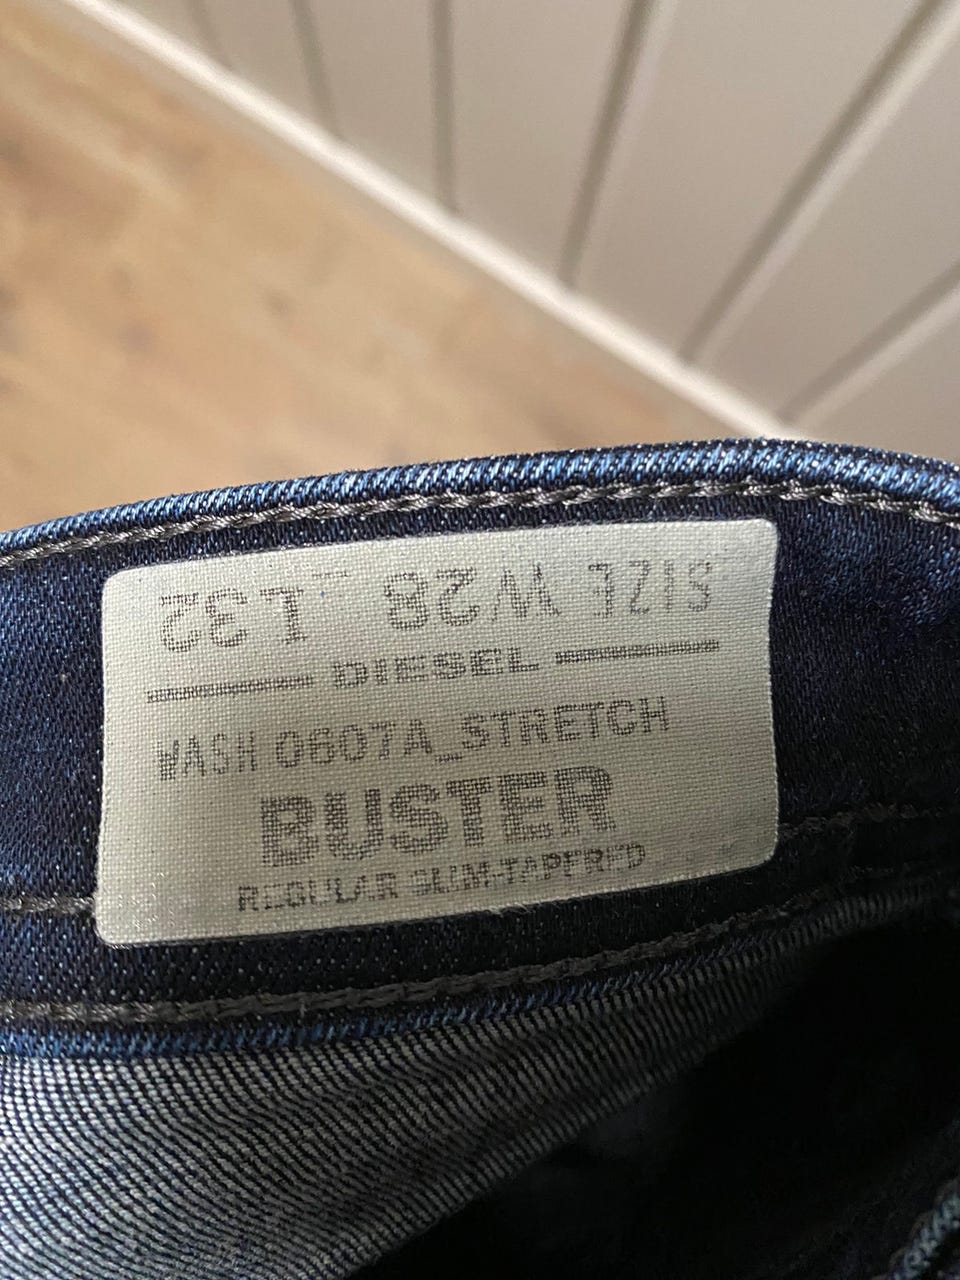 SIZE W28 _ L32
DIESEL
WASH 0607A_STRETCH
BUSTER
REGULAR SLIM-TAPERED